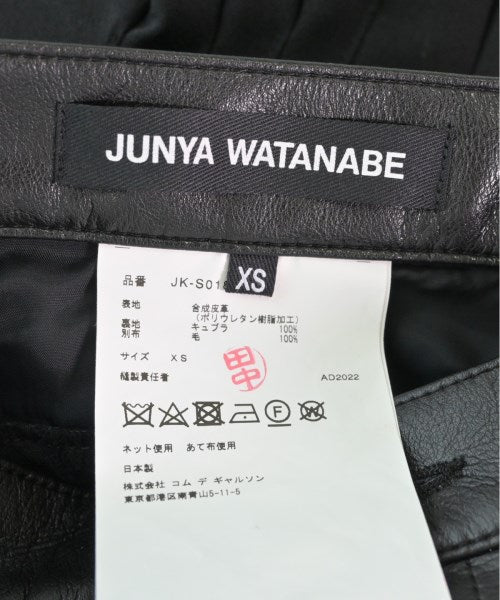 JUNYA WATANABE
XS
品番 JK-S01
表地 合成皮革
(ポリウレタン樹脂加工)
裏地 キュプラ 100%
別布 毛 100%
サイズ XS
縫製責任者 田中 AD2022
ネット使用 あて布使用
日本製
株式会社 コム デ ギャルソン
東京都港区南青山5-11-5